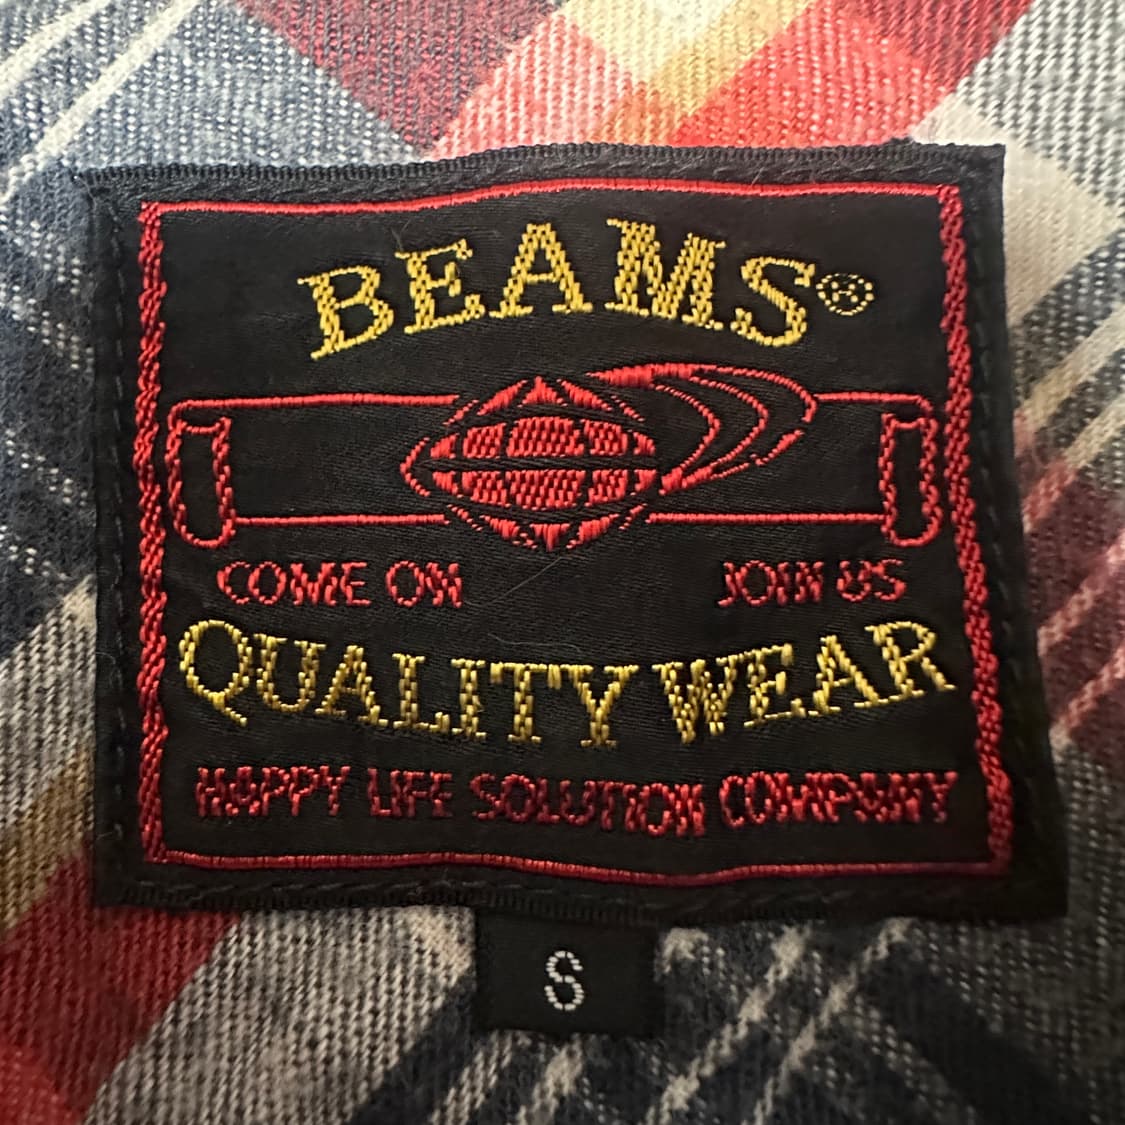 BEAMS®
COME ON JOIN US
QUALITY WEAR
HAPPY LIFE SOLUTION COMPANY
S